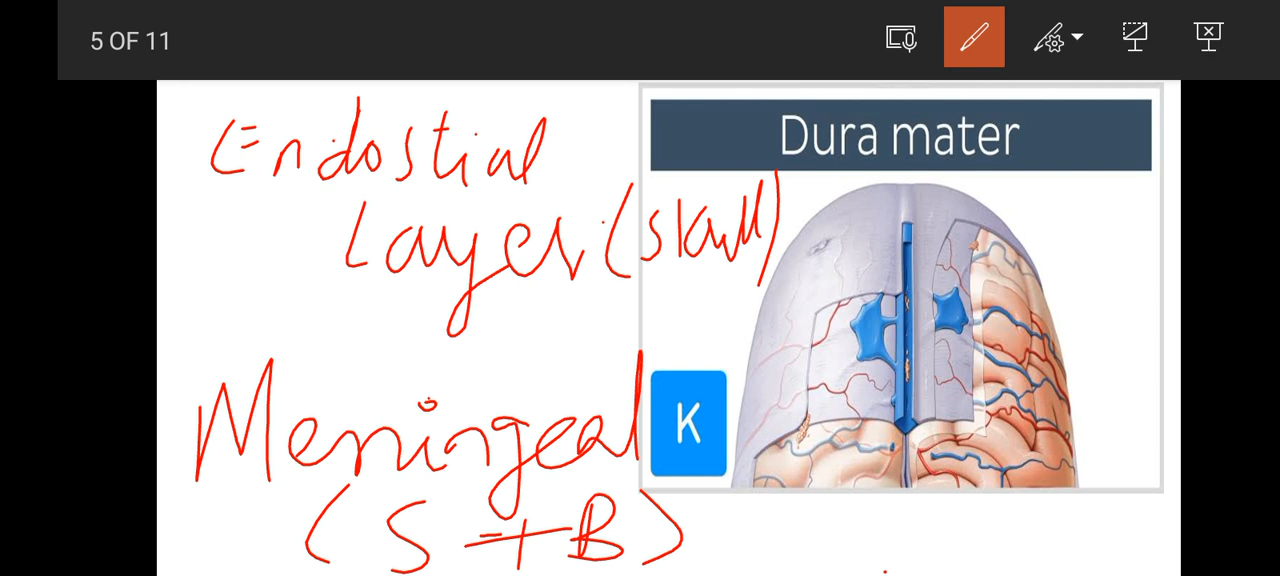 5 OF 11
Dura mater
Endostial
Layer (Skull)
Meningeal
(S + B)
K